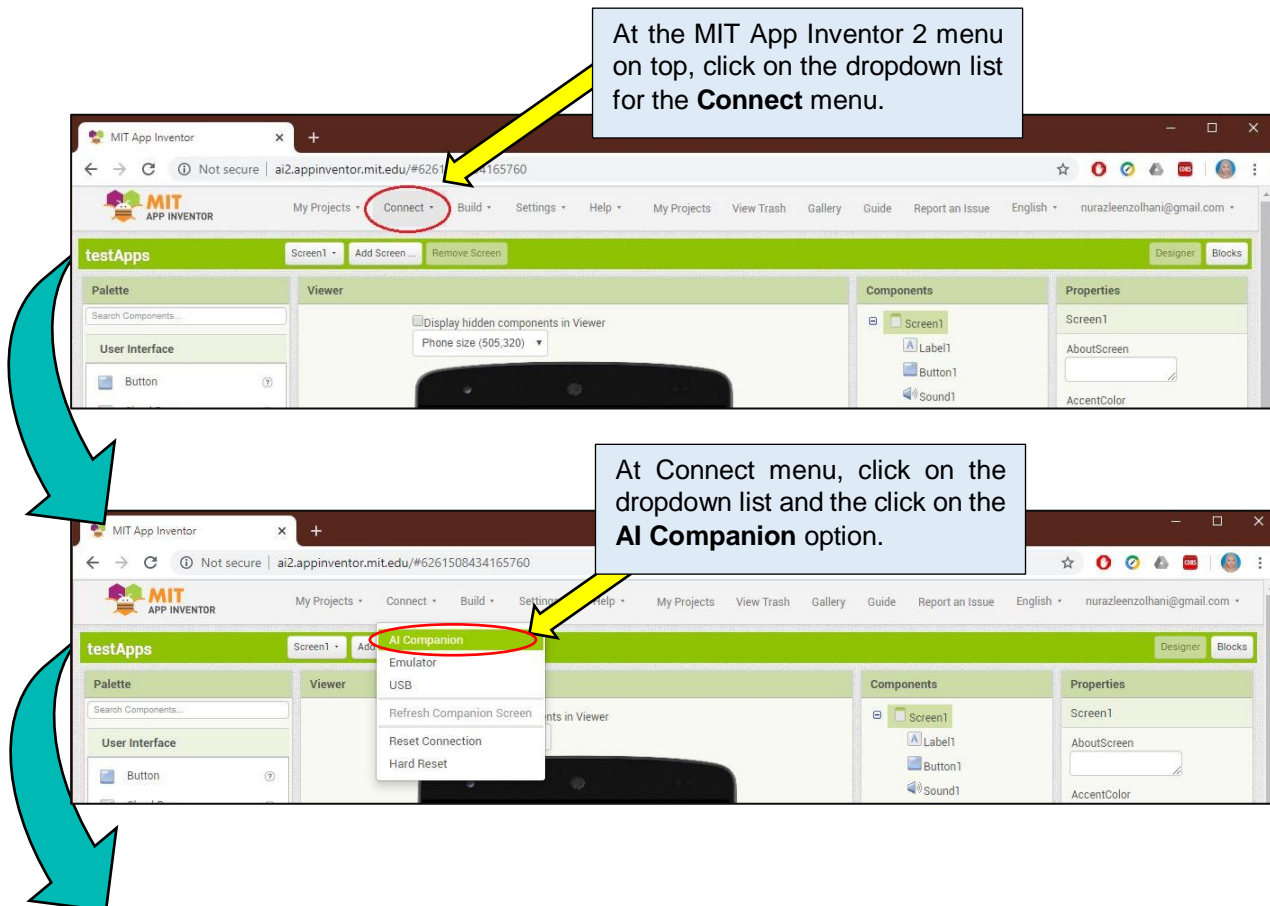 At the MIT App Inventor 2 menu
on top, click on the dropdown list
for the Connect menu.
MIT App Inventor
Not secure | ai2.appinventor.mit.edu/#6261 4165760
MIT
APP INVENTOR
My Projects Connect Build Settings Help My Projects View Trash Gallery Guide Report an Issue English nurazleenzolhani@gmail.com
testApps Screen1 Add Screen ... Remove Screen Designer Blocks
Palette Viewer Components Properties
Search Components... Display hidden components in Viewer Screen1 Screen1
User Interface Phone size (505,320) Label1 AboutScreen
Button Button1
Sound1 AccentColor
At Connect menu, click on the
dropdown list and the click on the
AI Companion option.
MIT App Inventor
Not secure | ai2.appinventor.mit.edu/#6261508434165760
MIT
APP INVENTOR
My Projects Connect Build Settings Help My Projects View Trash Gallery Guide Report an Issue English nurazleenzolhani@gmail.com
testApps Screen1 Designer Blocks
AI Companion
Emulator
Palette Viewer USB Components Properties
Search Components... Refresh Companion Screen in Viewer Screen1 Screen1
User Interface Reset Connection Label1 AboutScreen
Button Hard Reset Button1
Sound1 AccentColor